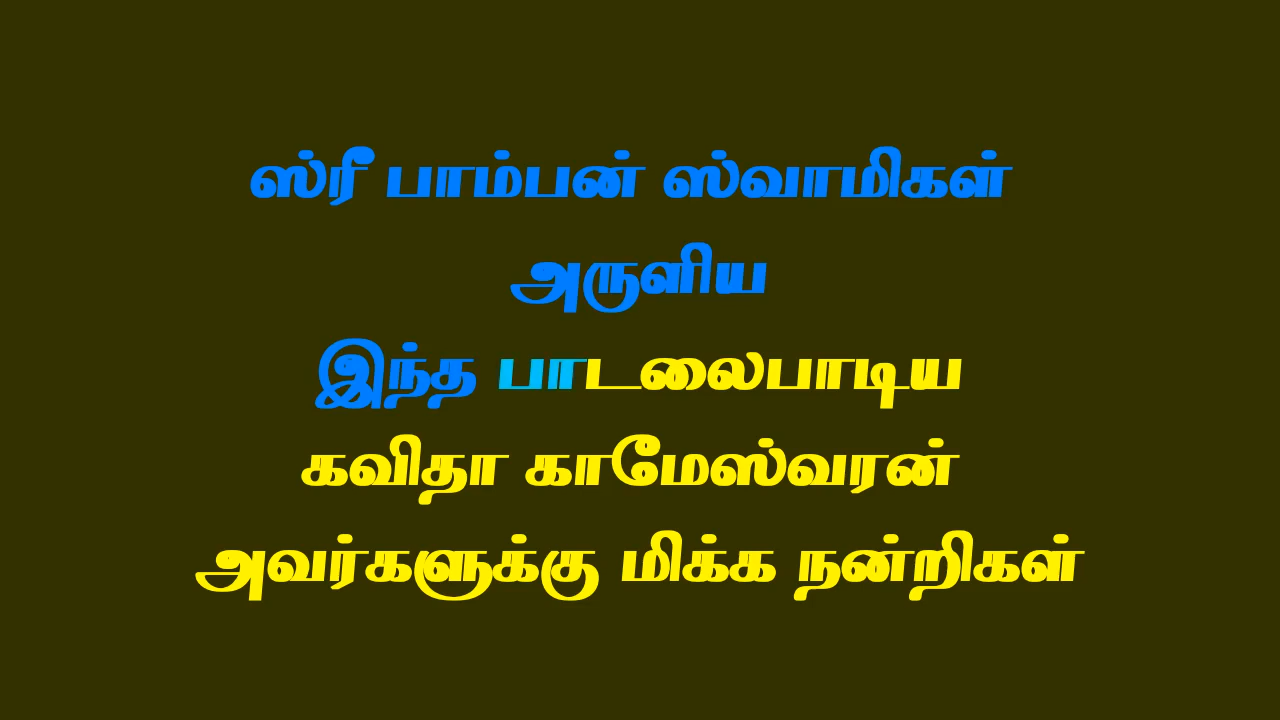 ஸ்ரீ பாம்பன் ஸ்வாமிகள்
அருளிய
இந்த பாடலைபாடிய
கவிதா காமேஸ்வரன்
அவர்களுக்கு மிக்க நன்றிகள்